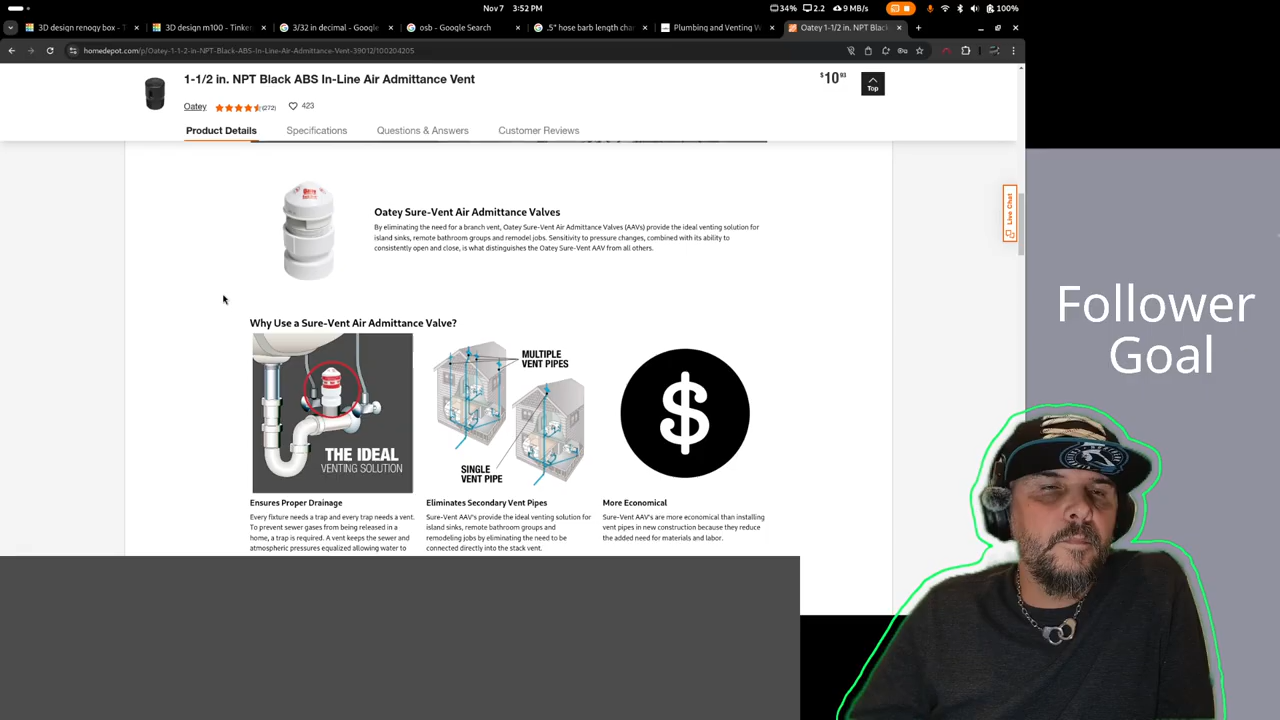 Nov 7 3:52 PM
34% 2.2 9 MB/s 100%
3D design renogy box - 
3D design m100 - Tinker
3/32 in decimal - Google
osb - Google Search
.5" hose barb length char
Plumbing and Venting W
Oatey 1-1/2 in. NPT Black
homedepot.com/p/Oatey-1-1-2-in-NPT-Black-ABS-In-Line-Air-Admittance-Vent-39012/100204205
1-1/2 in. NPT Black ABS In-Line Air Admittance Vent
$10 93
Top
Oatey (272) 423
Product Details Specifications Questions & Answers Customer Reviews
Live Chat
Oatey Sure-Vent Air Admittance Valves
By eliminating the need for a branch vent, Oatey Sure-Vent Air Admittance Valves (AAVs) provide the ideal venting solution for
island sinks, remote bathroom groups and remodel jobs. Sensitivity to pressure changes, combined with its ability to
consistently open and close, is what distinguishes the Oatey Sure-Vent AAV from all others.
Why Use a Sure-Vent Air Admittance Valve?
THE IDEAL
VENTING SOLUTION
MULTIPLE
VENT PIPES
SINGLE
VENT PIPE
$
Ensures Proper Drainage
Every fixture needs a trap and every trap needs a vent.
To prevent sewer gases from being released in a
home, a trap is required. A vent keeps the sewer and
atmospheric pressures equalized allowing water to
Eliminates Secondary Vent Pipes
Sure-Vent AAV's provide the ideal venting solution for
island sinks, remote bathroom groups and
remodeling jobs by eliminating the need to be
connected directly into the stack vent.
More Economical
Sure-Vent AAV's are more economical than installing
vent pipes in new construction because they reduce
the added need for materials and labor.
Follower
Goal